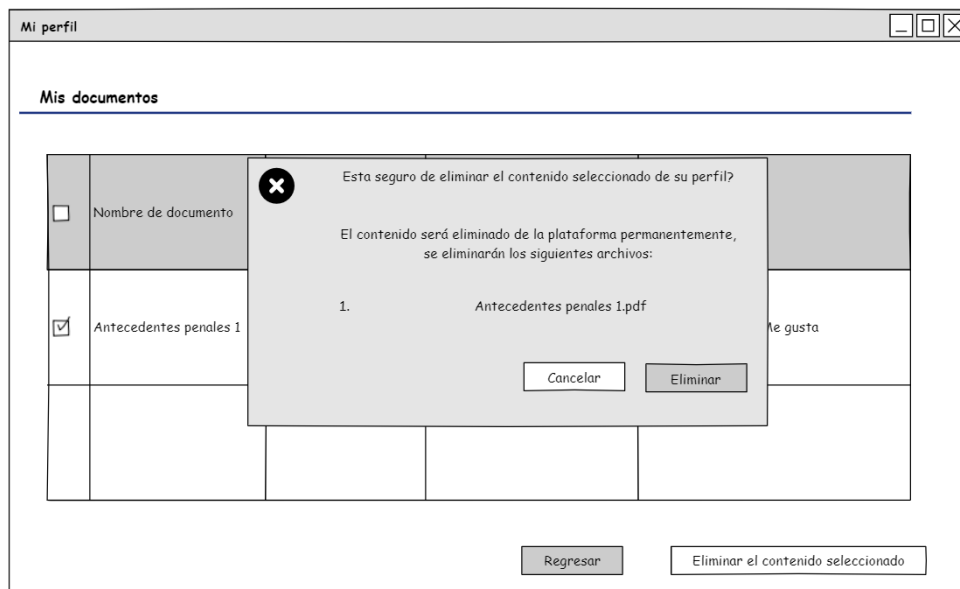 Mi perfil
Mis documentos
Nombre de documento
Esta seguro de eliminar el contenido seleccionado de su perfil?
El contenido será eliminado de la plataforma permanentemente,
se eliminarán los siguientes archivos:
1. Antecedentes penales 1.pdf
Antecedentes penales 1
gusta
Cancelar
Eliminar
Regresar
Eliminar el contenido seleccionado